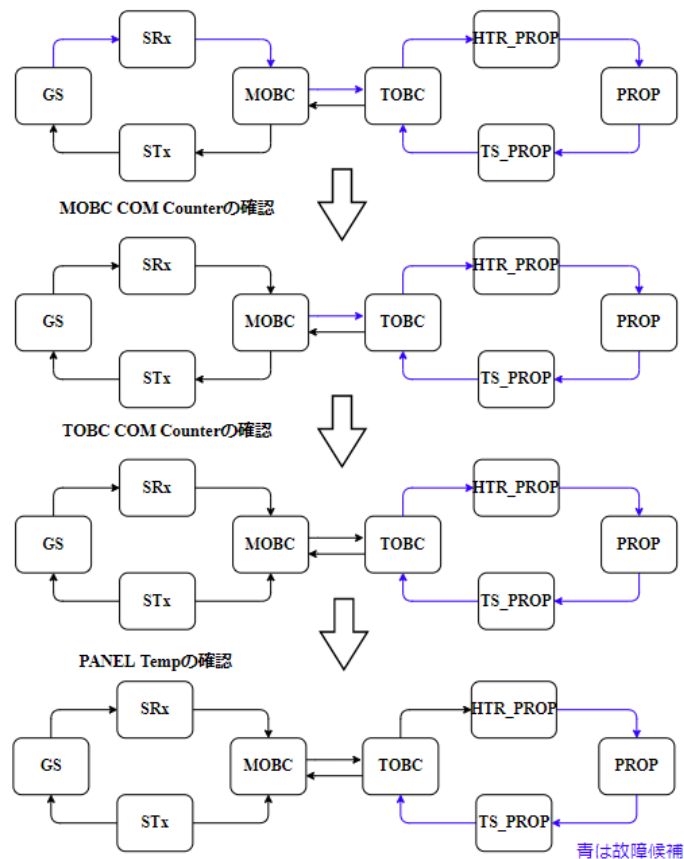 SRx
HTR_PROP
GS
MOBC
TOBC
PROP
STx
TS_PROP
MOBC COM Counterの確認
SRx
HTR_PROP
GS
MOBC
TOBC
PROP
STx
TS_PROP
TOBC COM Counterの確認
SRx
HTR_PROP
GS
MOBC
TOBC
PROP
STx
TS_PROP
PANEL Tempの確認
SRx
HTR_PROP
GS
MOBC
TOBC
PROP
STx
TS_PROP
青は故障候補